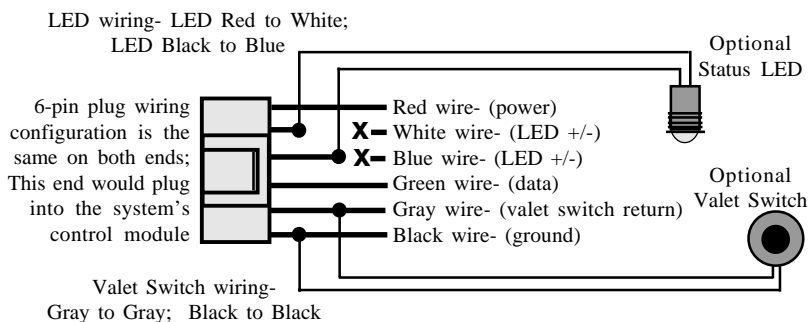 LED wiring- LED Red to White;
LED Black to Blue
Optional
Status LED
6-pin plug wiring
configuration is the
same on both ends;
This end would plug
into the system's
control module
Red wire- (power)
X White wire- (LED +/-)
X Blue wire- (LED +/-)
Green wire- (data)
Gray wire- (valet switch return)
Black wire- (ground)
Optional
Valet Switch
Valet Switch wiring-
Gray to Gray; Black to Black